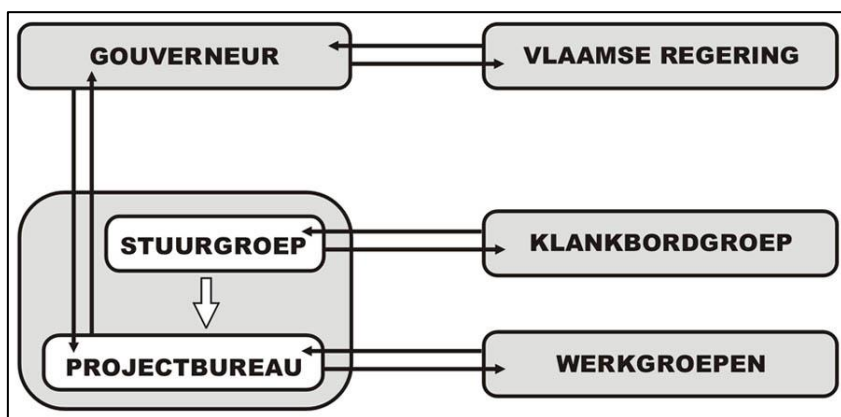 GOUVERNEUR
VLAAMSE REGERING
STUURGROEP
KLANKBORDGROEP
PROJECTBUREAU
WERKGROEPEN